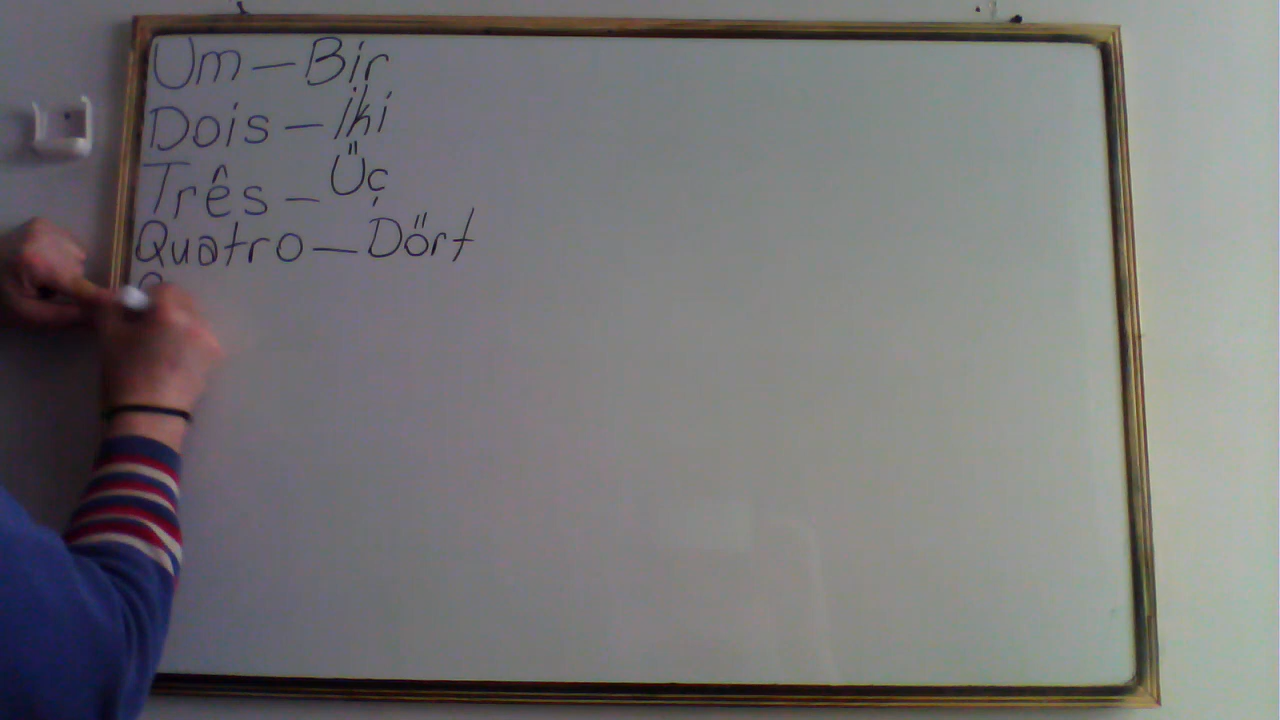 Um — Bir
Dois — İki
Três — Üç
Quatro — Dört